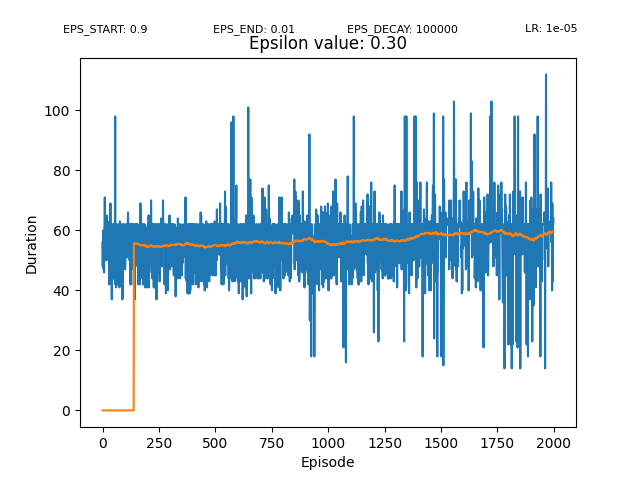 EPS_START: 0.9 EPS_END: 0.01 EPS_DECAY: 100000 LR: 1e-05
Epsilon value: 0.30
100
80
60
40
20
0
Duration
0 250 500 750 1000 1250 1500 1750 2000
Episode